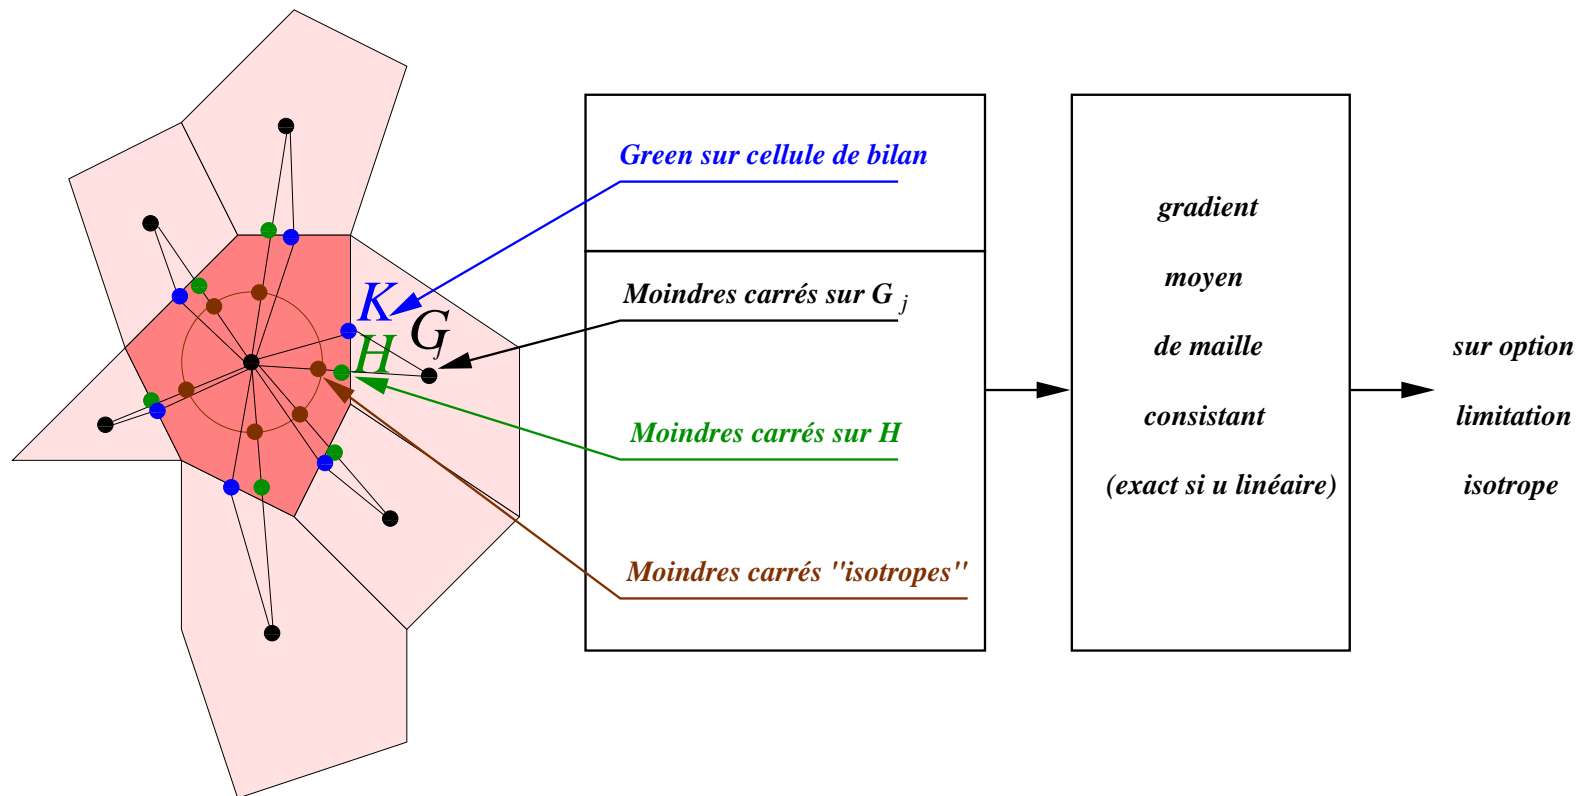 Green sur cellule de bilan
K
Moindres carrés sur G j
Gj
H
Moindres carrés sur H
Moindres carrés "isotropes"
gradient
moyen
de maille
consistant
(exact si u linéaire)
sur option
limitation
isotrope